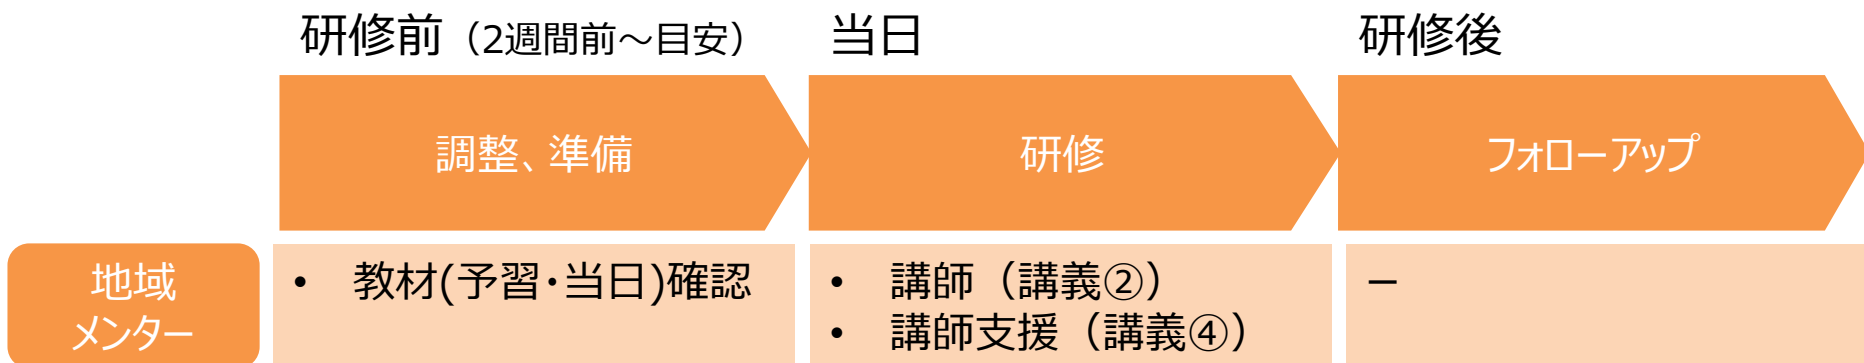 研修前（2週間前～目安）
当日
研修後
調整、準備
研修
フォローアップ
地域
メンター
• 教材(予習・当日)確認
• 講師（講義②）
• 講師支援（講義④）
－